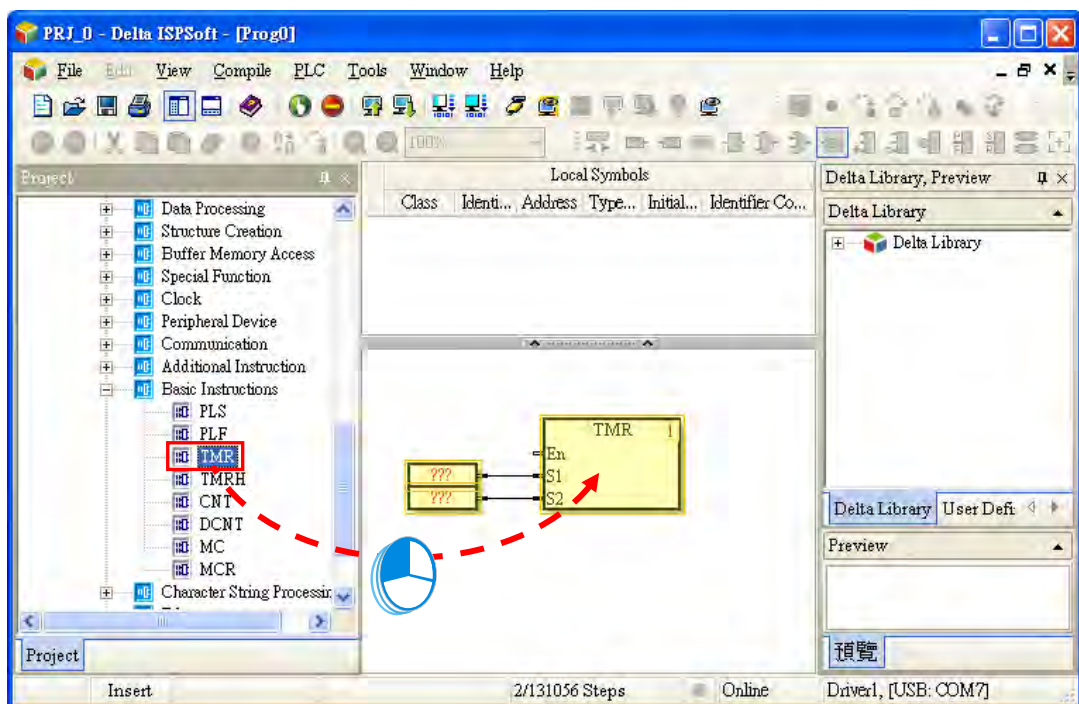 PRJ_0 - Delta ISPSoft - [Prog0]
File Edit View Compile PLC Tools Window Help
100%
Project
Local Symbols
Delta Library, Preview
Class Identi... Address Type... Initial... Identifier Co...
Delta Library
Delta Library
Data Processing
Structure Creation
Buffer Memory Access
Special Function
Clock
Peripheral Device
Communication
Additional Instruction
Basic Instructions
PLS
PLF
TMR
TMRH
CNT
DCNT
MC
MCR
Character String Processin
TMR 1
En
??? S1
??? S2
Delta Library User Defi
Preview
預覽
Project
Insert 2/131056 Steps Online Driver1, [USB: COM7]